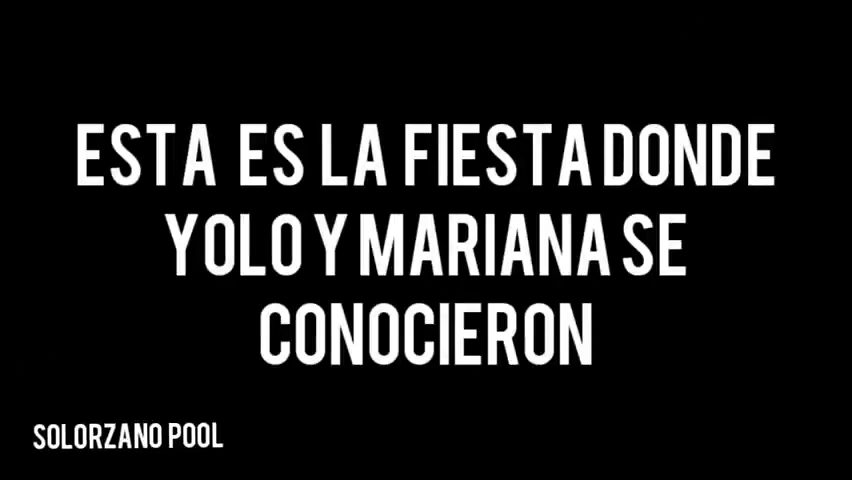 ESTA ES LA FIESTA DONDE
YOLO Y MARIANA SE
CONOCIERON
SOLORZANO POOL